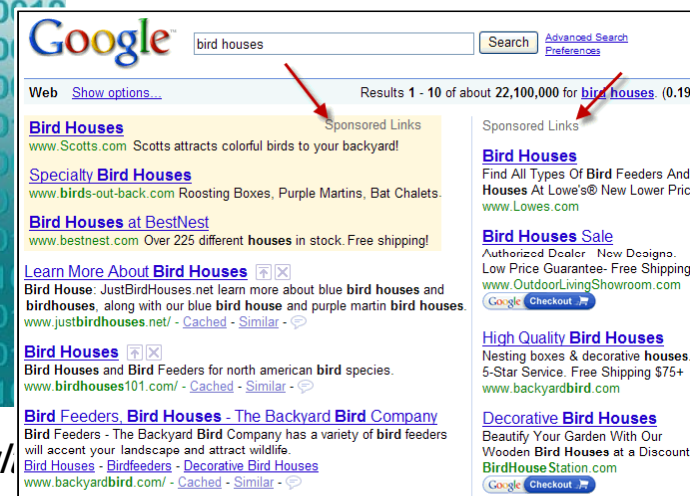 Google
bird houses
Search
Advanced Search
Preferences
Web Show options...
Results 1 - 10 of about 22,100,000 for bird houses. (0.19
Bird Houses
Sponsored Links
www.Scotts.com Scotts attracts colorful birds to your backyard!
Specialty Bird Houses
www.birds-out-back.com Roosting Boxes, Purple Martins, Bat Chalets.
Bird Houses at BestNest
www.bestnest.com Over 225 different houses in stock. Free shipping!
Learn More About Bird Houses
Bird House: JustBirdHouses.net learn more about blue bird houses and
birdhouses, along with our blue bird house and purple martin bird houses.
www.justbirdhouses.net/ - Cached - Similar -
Bird Houses
Bird Houses and Bird Feeders for north american bird species.
www.birdhouses101.com/ - Cached - Similar -
Bird Feeders, Bird Houses - The Backyard Bird Company
Bird Feeders - The Backyard Bird Company has a variety of bird feeders
will accent your landscape and attract wildlife.
Bird Houses - Birdfeeders - Decorative Bird Houses
www.backyardbird.com/ - Cached - Similar -
Sponsored Links
Bird Houses
Find All Types Of Bird Feeders And
Houses At Lowe's® New Lower Pric
www.Lowes.com
Bird Houses Sale
Authorized Dealer New Designs.
Low Price Guarantee- Free Shipping
www.OutdoorLivingShowroom.com
Google Checkout
High Quality Bird Houses
Nesting boxes & decorative houses.
5-Star Service. Free Shipping $75+
www.backyardbird.com
Decorative Bird Houses
Beautify Your Garden With Our
Wooden Bird Houses at a Discount
BirdHouseStation.com
Google Checkout